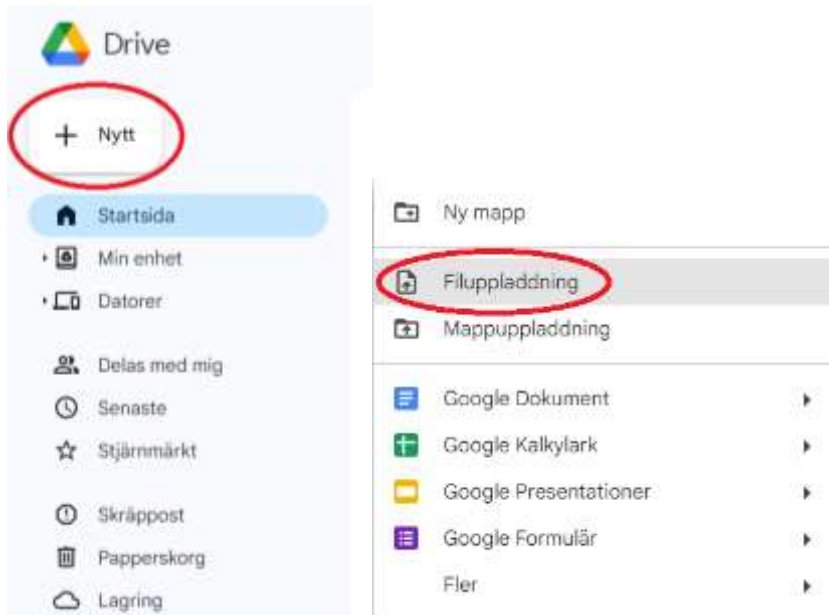 Drive
Nytt
Startsida
Min enhet
Datorer
Delas med mig
Senaste
Stjärnmärkt
Skräppost
Papperskorg
Lagring
Ny mapp
Filuppladdning
Mappuppladdning
Google Dokument
Google Kalkylark
Google Presentationer
Google Formulär
Fler